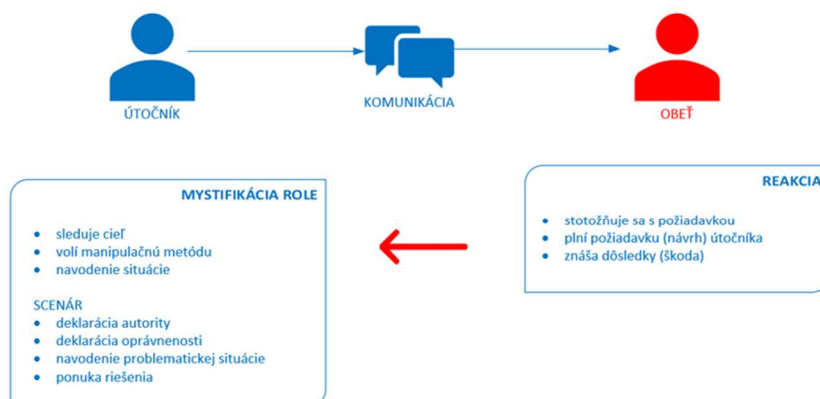 ÚTOČNÍK
KOMUNIKÁCIA
OBEŤ
MYSTIFIKÁCIA ROLE
• sleduje cieľ
• volí manipulačnú metódu
• navodenie situácie
SCENÁR
• deklarácia autority
• deklarácia oprávnenosti
• navodenie problematickej situácie
• ponuka riešenia
REAKCIA
• stotožňuje sa s požiadavkou
• plní požiadavku (návrh) útočníka
• znáša dôsledky (škoda)